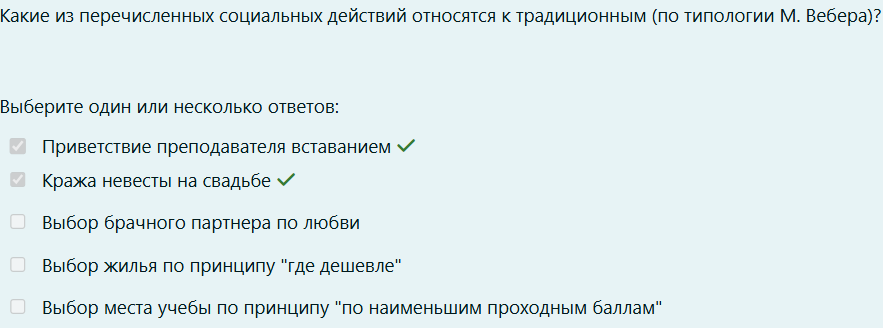 Какие из перечисленных социальных действий относятся к традиционным (по типологии М. Вебера)?
Выберите один или несколько ответов:
Приветствие преподавателя вставанием
Кража невесты на свадьбе
Выбор брачного партнера по любви
Выбор жилья по принципу "где дешевле"
Выбор места учебы по принципу "по наименьшим проходным баллам"